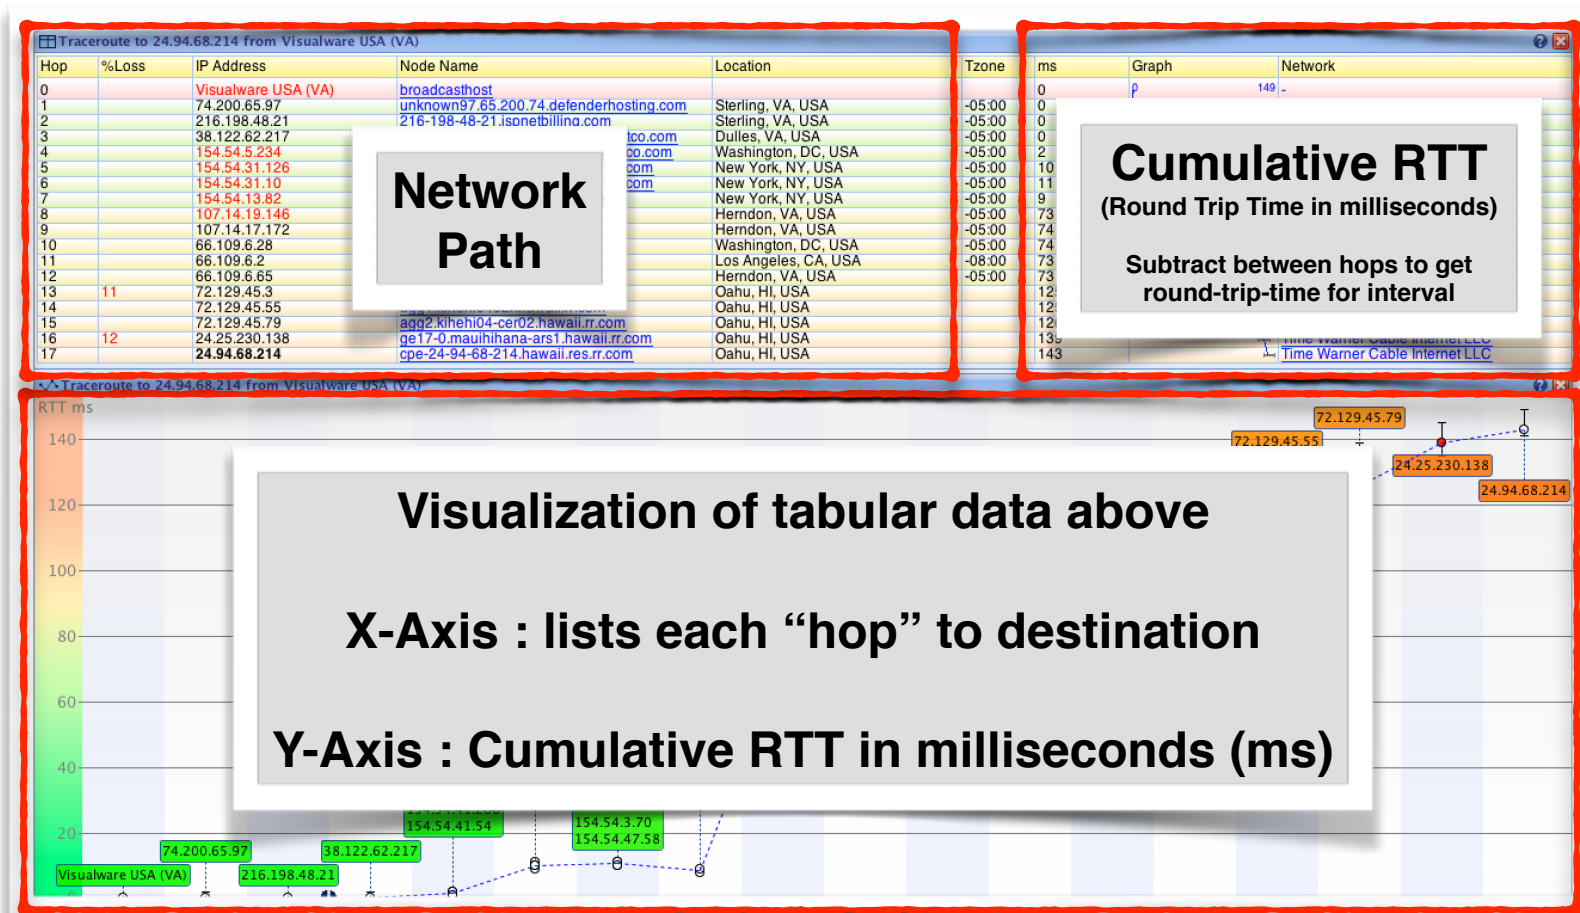 Traceroute to 24.94.68.214 from Visualware USA (VA)
Hop %Loss IP Address Node Name Location Tzone ms Graph Network
0 Visualware USA (VA) broadcasthost 0 0 149 -
1 74.200.65.97 unknown97.65.200.74.defenderhosting.com Sterling, VA, USA -05:00 0
2 216.198.48.21 216-198-48-21.ispnetbilling.com Sterling, VA, USA -05:00 0
3 38.122.62.217 tco.com Dulles, VA, USA -05:00 0
4 154.54.5.234 co.com Washington, DC, USA -05:00 2
5 154.54.31.126 com New York, NY, USA -05:00 10
6 154.54.31.10 com New York, NY, USA -05:00 11
7 154.54.13.82 New York, NY, USA -05:00 9
8 107.14.19.146 Herndon, VA, USA -05:00 73
9 107.14.17.172 Herndon, VA, USA -05:00 74
10 66.109.6.28 Washington, DC, USA -05:00 74
11 66.109.6.2 Los Angeles, CA, USA -08:00 73
12 66.109.6.65 Herndon, VA, USA -05:00 73
13 11 72.129.45.3 Oahu, HI, USA
14 72.129.45.55 Oahu, HI, USA
15 72.129.45.79 agg2.kihehi04-cer02.hawaii.rr.com Oahu, HI, USA
16 12 24.25.230.138 ge17-0.mauihihana-ars1.hawaii.rr.com Oahu, HI, USA 139 Time Warner Cable Internet LLC
17 24.94.68.214 cpe-24-94-68-214.hawaii.res.rr.com Oahu, HI, USA 143 Time Warner Cable Internet LLC
Network
Path
Cumulative RTT
(Round Trip Time in milliseconds)
Subtract between hops to get
round-trip-time for interval
Traceroute to 24.94.68.214 from Visualware USA (VA)
RTT ms
140
120
100
80
60
40
20
0
72.129.45.79
72.129.45.55
24.25.230.138
24.94.68.214
Visualization of tabular data above
X-Axis : lists each “hop” to destination
Y-Axis : Cumulative RTT in milliseconds (ms)
154.54.41.54
154.54.3.70
154.54.47.58
74.200.65.97
38.122.62.217
Visualware USA (VA)
216.198.48.21